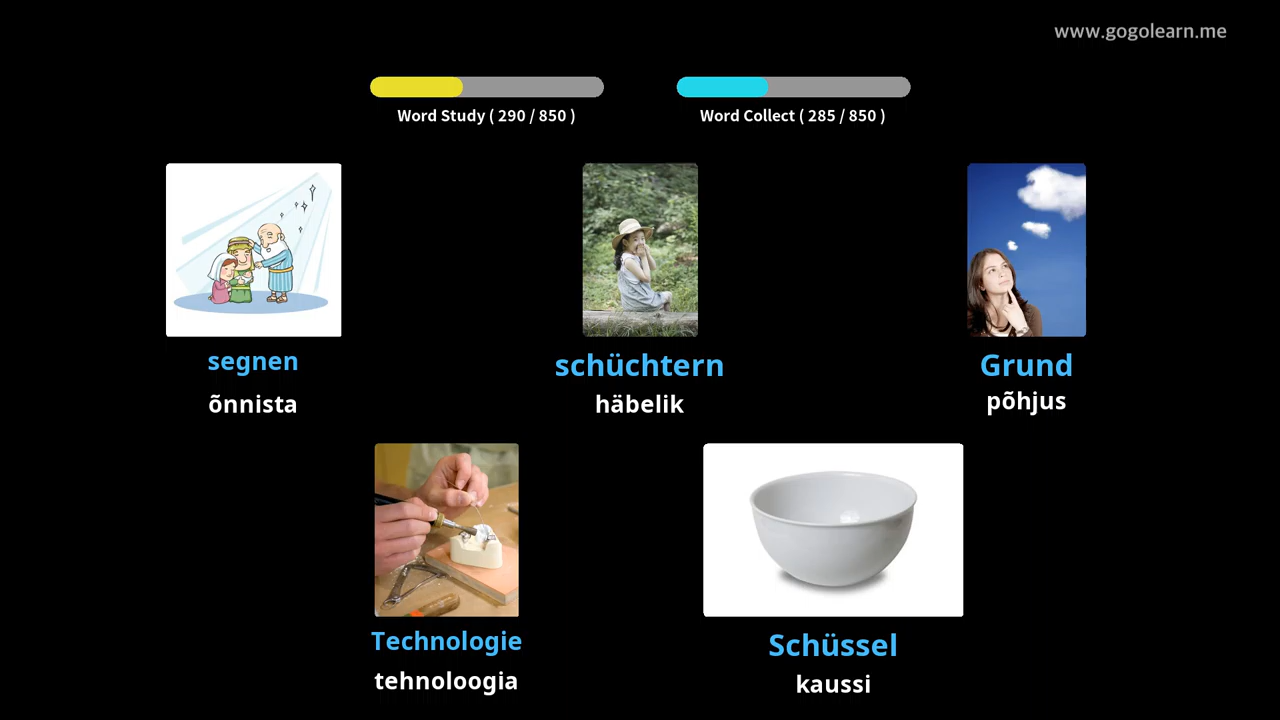 www.gogolearn.me
Word Study ( 290 / 850 )
Word Collect ( 285 / 850 )
segnen
õnnista
schüchtern
häbelik
Grund
põhjus
Technologie
tehnoloogia
Schüssel
kaussi